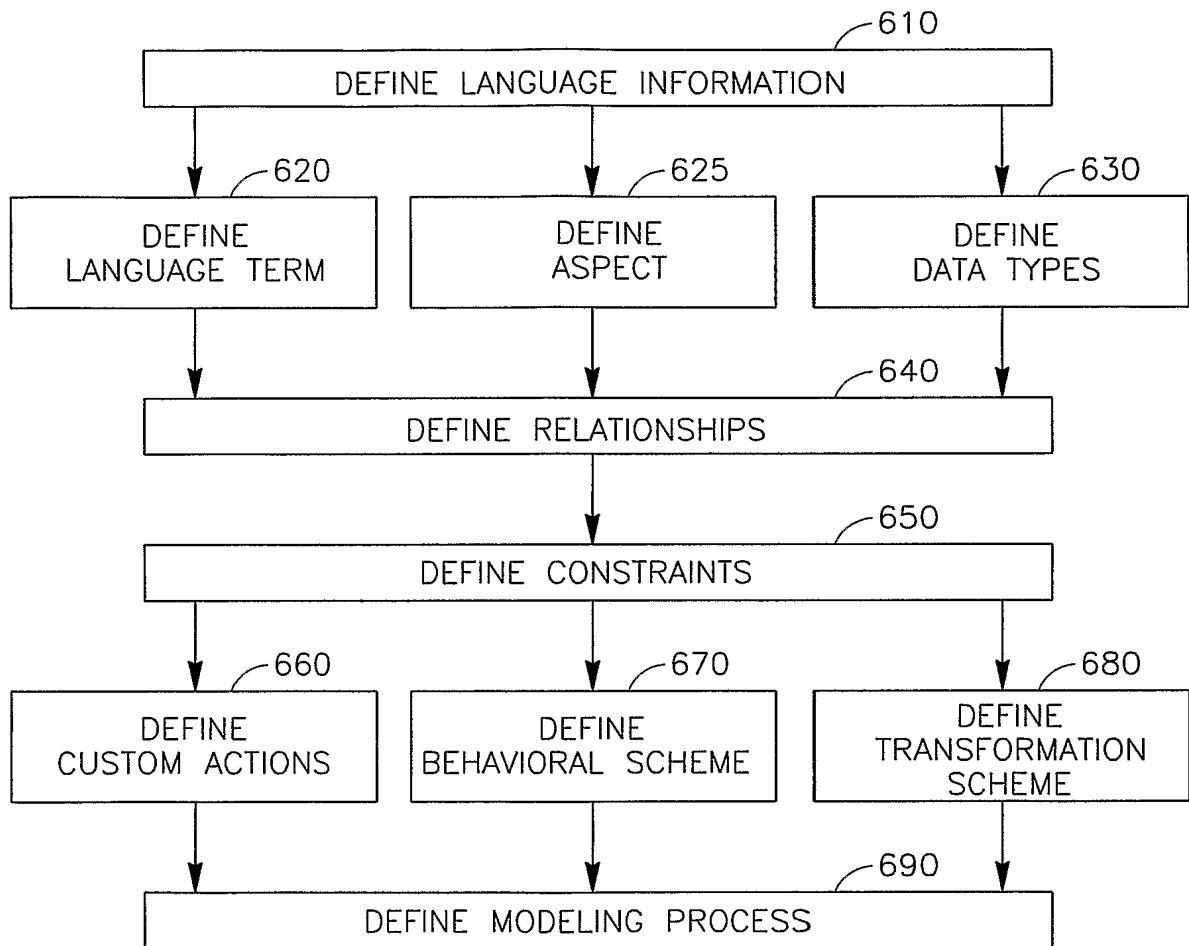 610
DEFINE LANGUAGE INFORMATION
620
DEFINE
LANGUAGE TERM
625
DEFINE
ASPECT
630
DEFINE
DATA TYPES
640
DEFINE RELATIONSHIPS
650
DEFINE CONSTRAINTS
660
DEFINE
CUSTOM ACTIONS
670
DEFINE
BEHAVIORAL SCHEME
680
DEFINE
TRANSFORMATION
SCHEME
690
DEFINE MODELING PROCESS